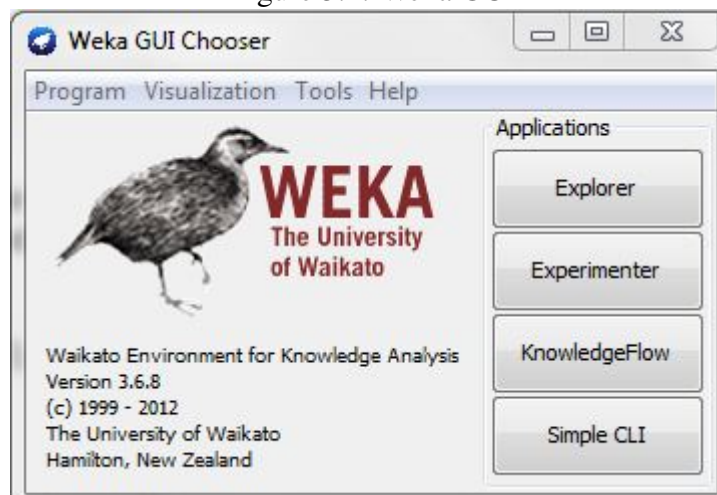 Weka GUI Chooser
Program Visualization Tools Help
WEKA
The University
of Waikato
Waikato Environment for Knowledge Analysis
Version 3.6.8
(c) 1999 - 2012
The University of Waikato
Hamilton, New Zealand
Applications
Explorer
Experimenter
KnowledgeFlow
Simple CLI